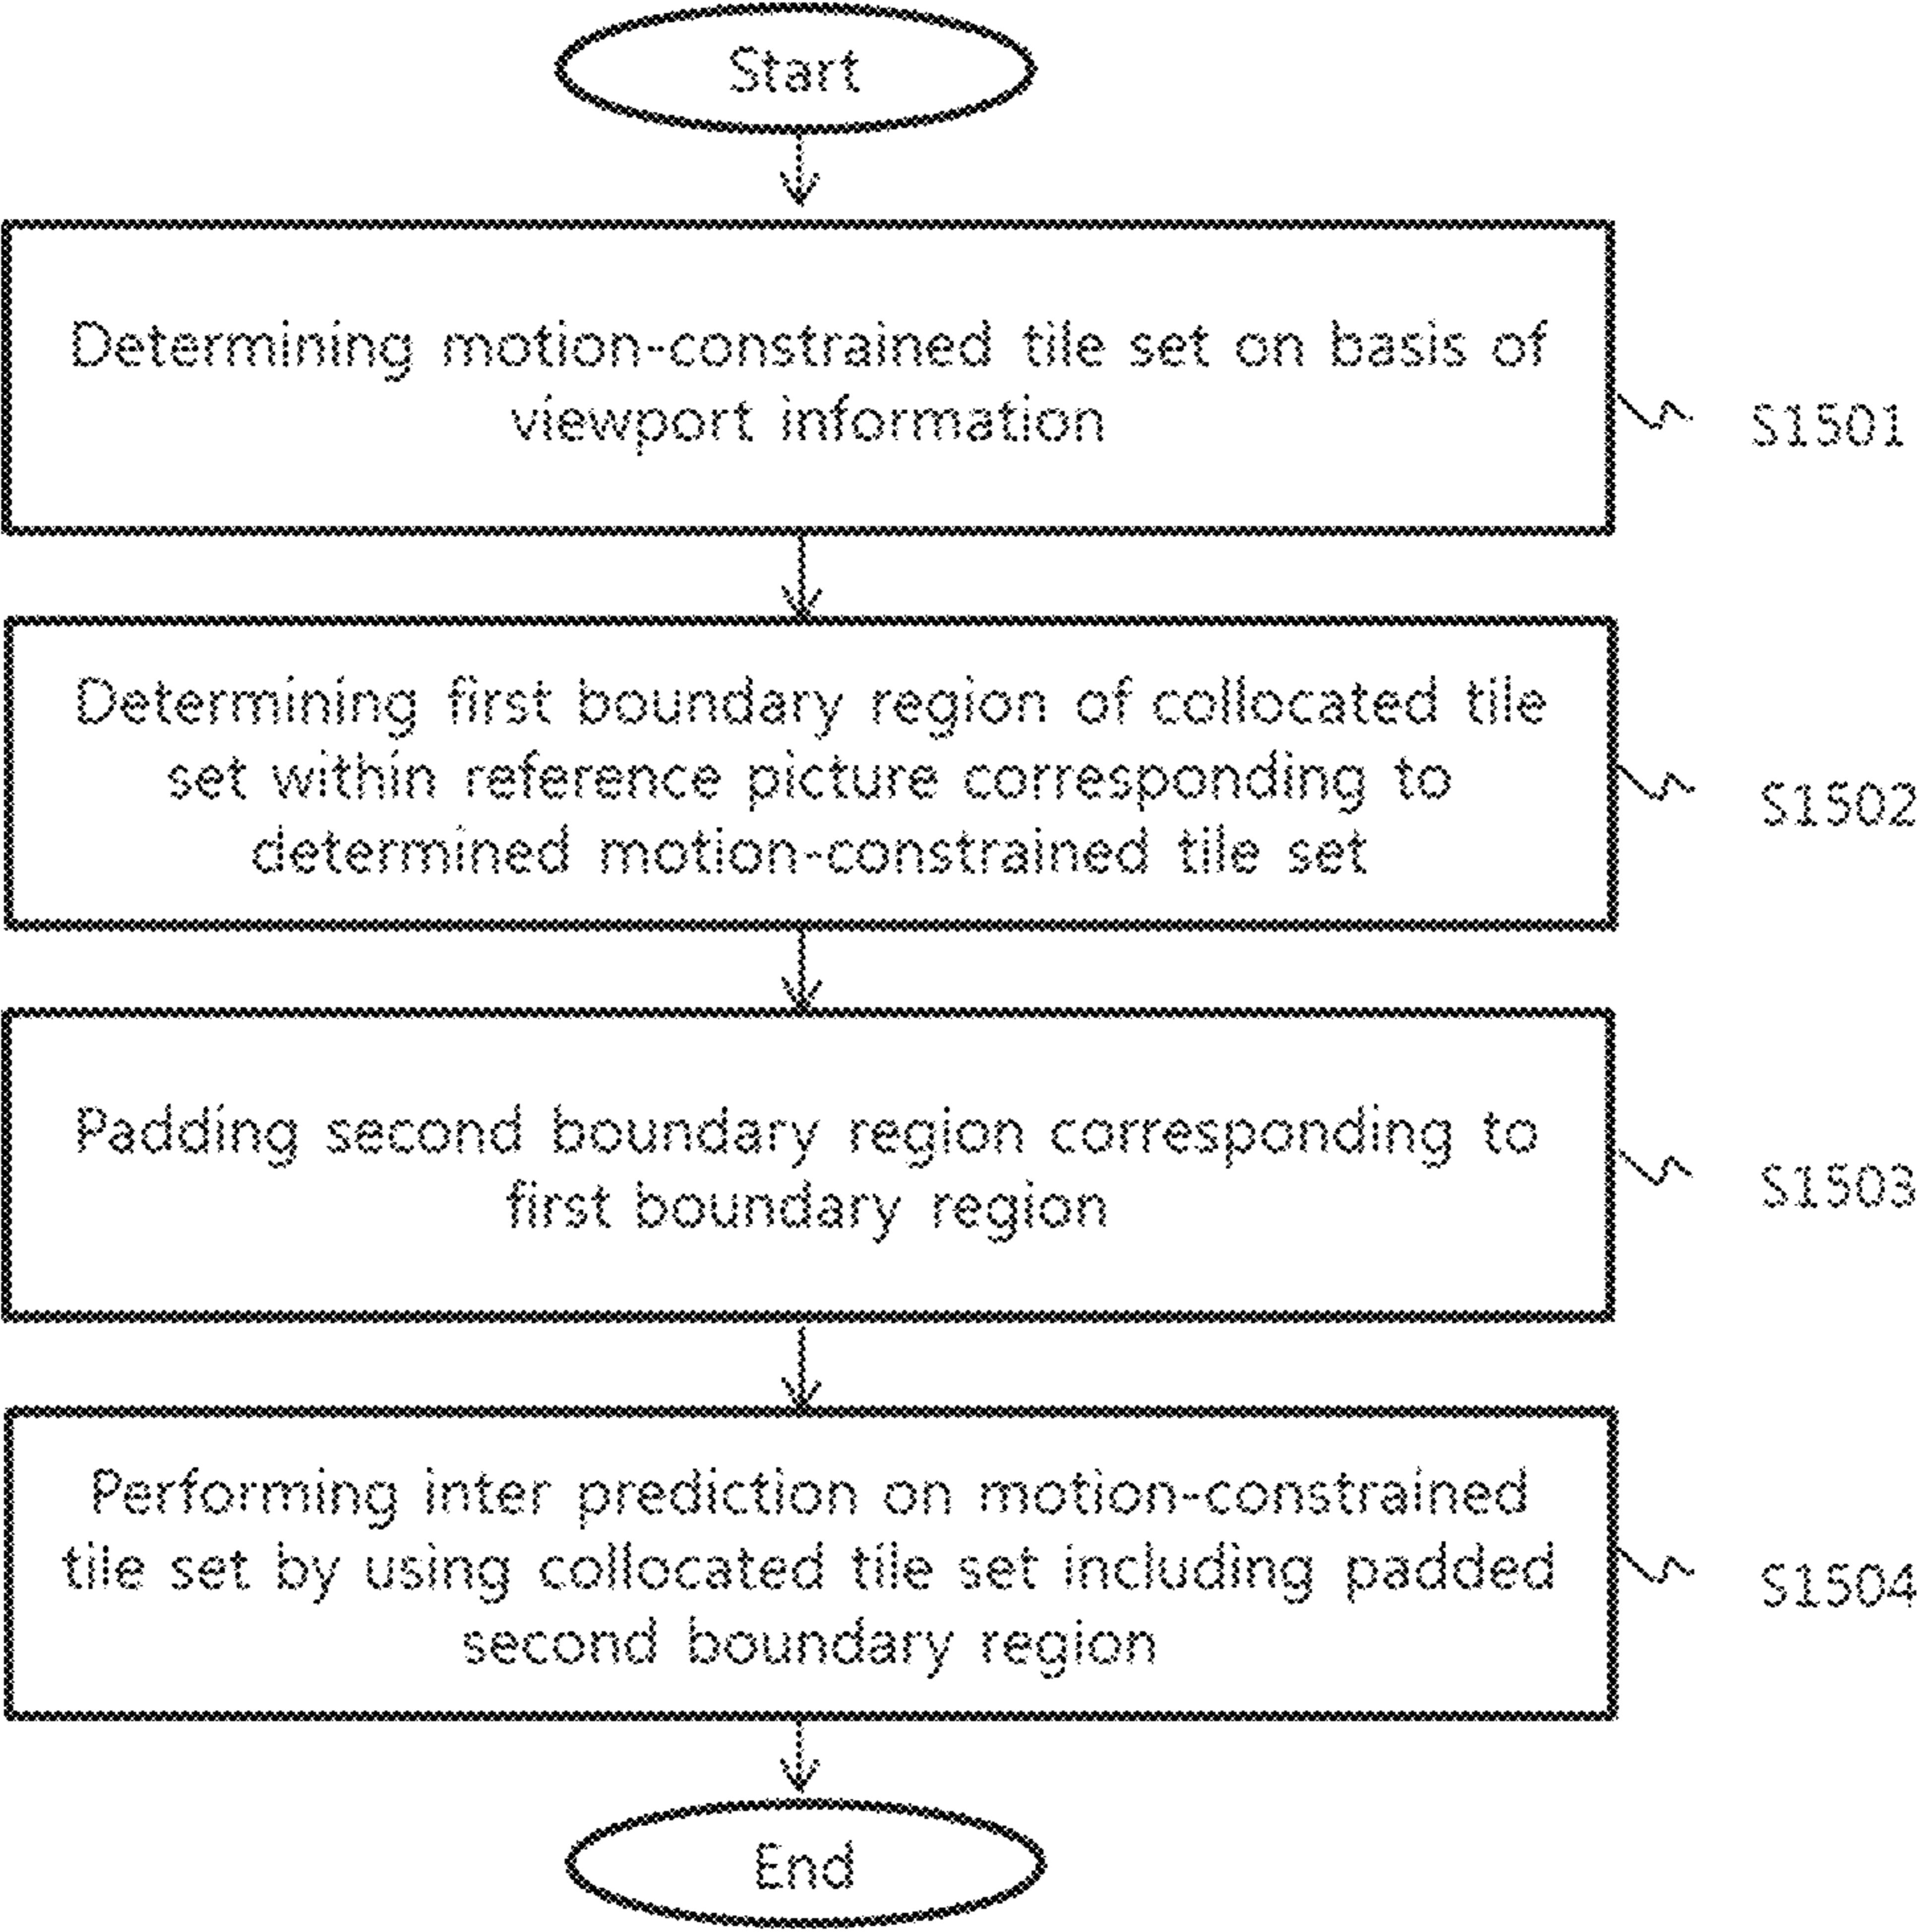 Start
Determining motion-constrained tile set on basis of
viewport information
S1501
Determining first boundary region of collocated tile
set within reference picture corresponding to
determined motion-constrained tile set
S1502
Padding second boundary region corresponding to
first boundary region
S1503
Performing inter prediction on motion-constrained
tile set by using collocated tile set including padded
second boundary region
S1504
End